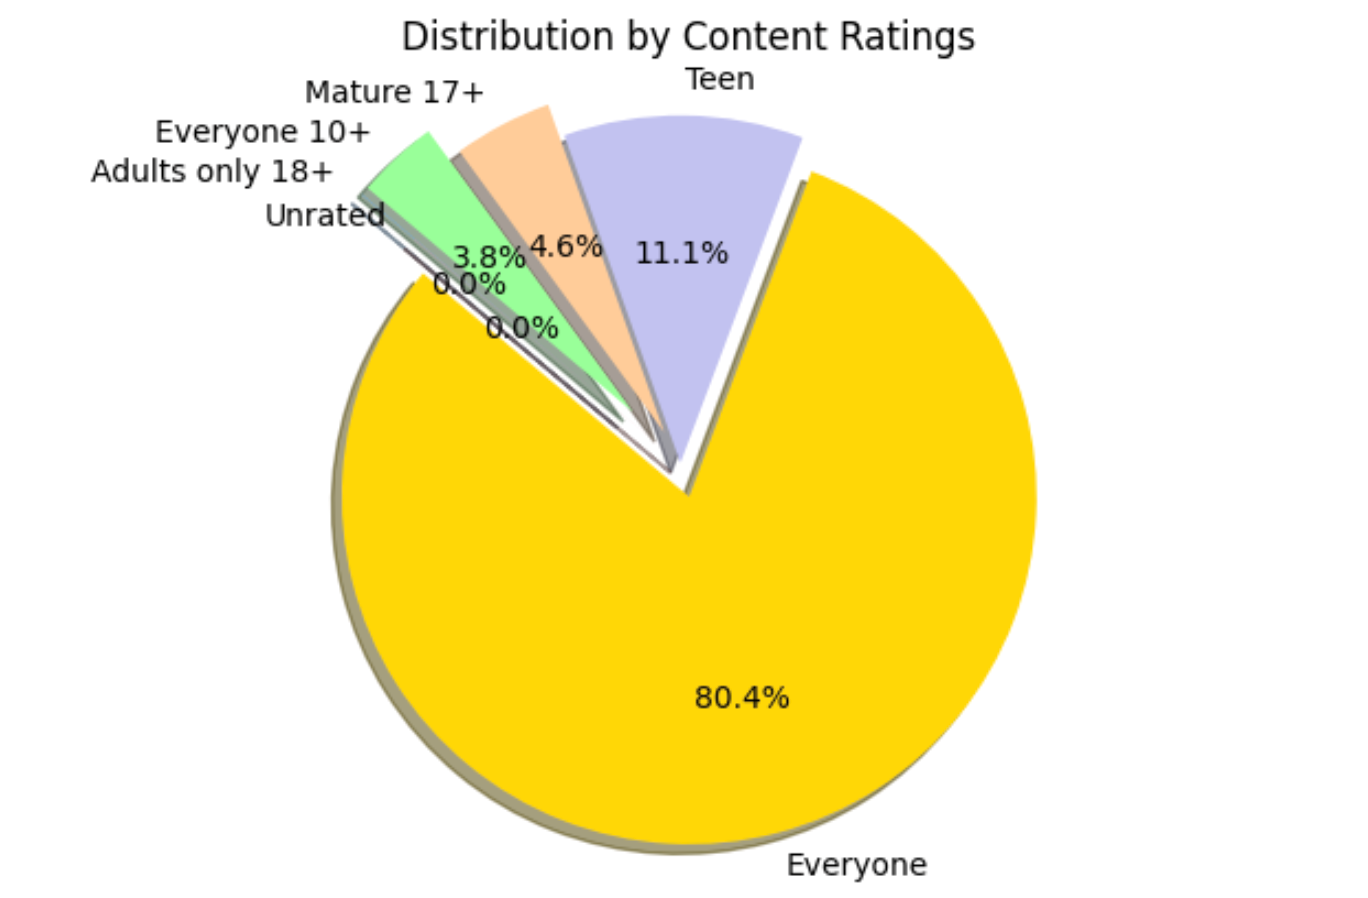 Distribution by Content Ratings
Teen
Mature 17+
Everyone 10+
Adults only 18+
Unrated
11.1%
4.6%
3.8%
0.0%
0.0%
80.4%
Everyone